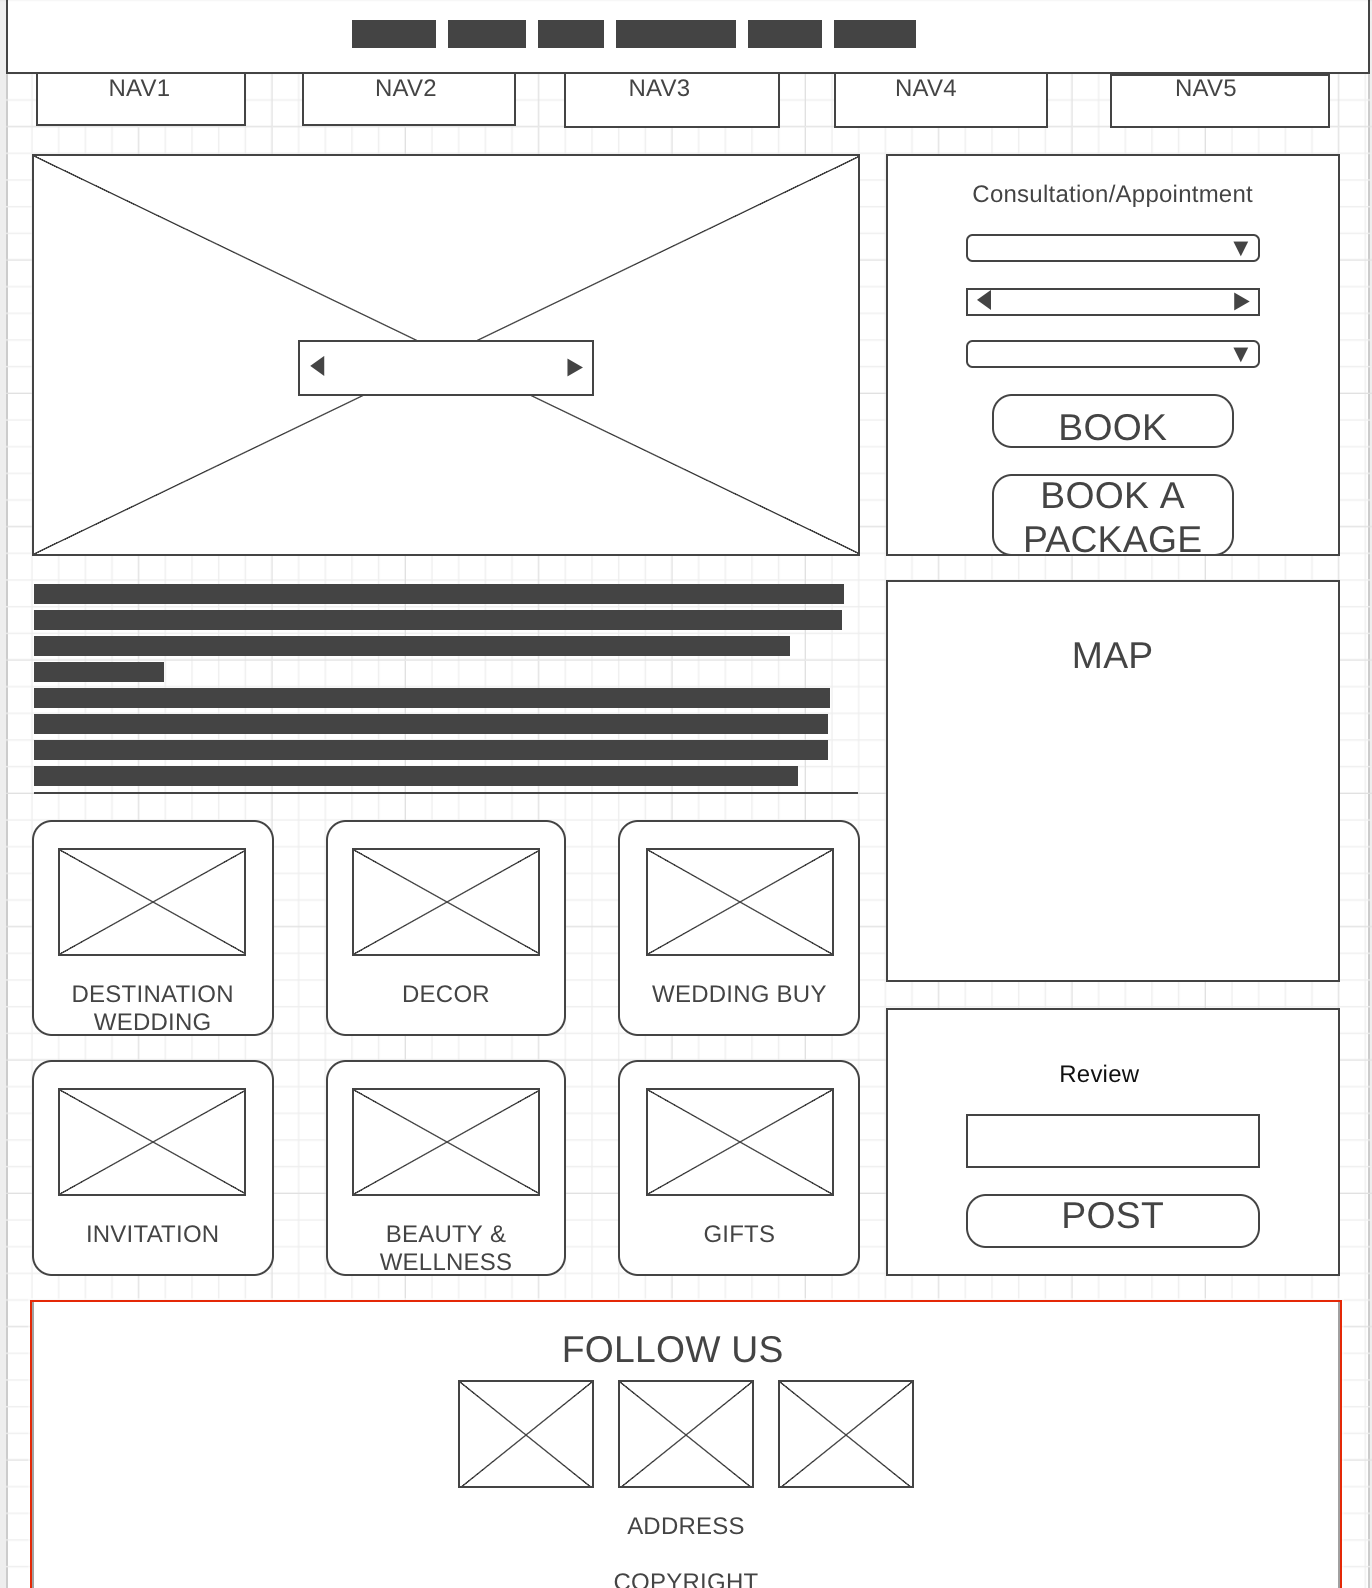 NAV1 NAV2 NAV3 NAV4 NAV5
Consultation/Appointment
BOOK
BOOK A
PACKAGE
MAP
DESTINATION
WEDDING
DECOR
WEDDING BUY
INVITATION
BEAUTY &
WELLNESS
GIFTS
Review
POST
FOLLOW US
ADDRESS
COPYRIGHT